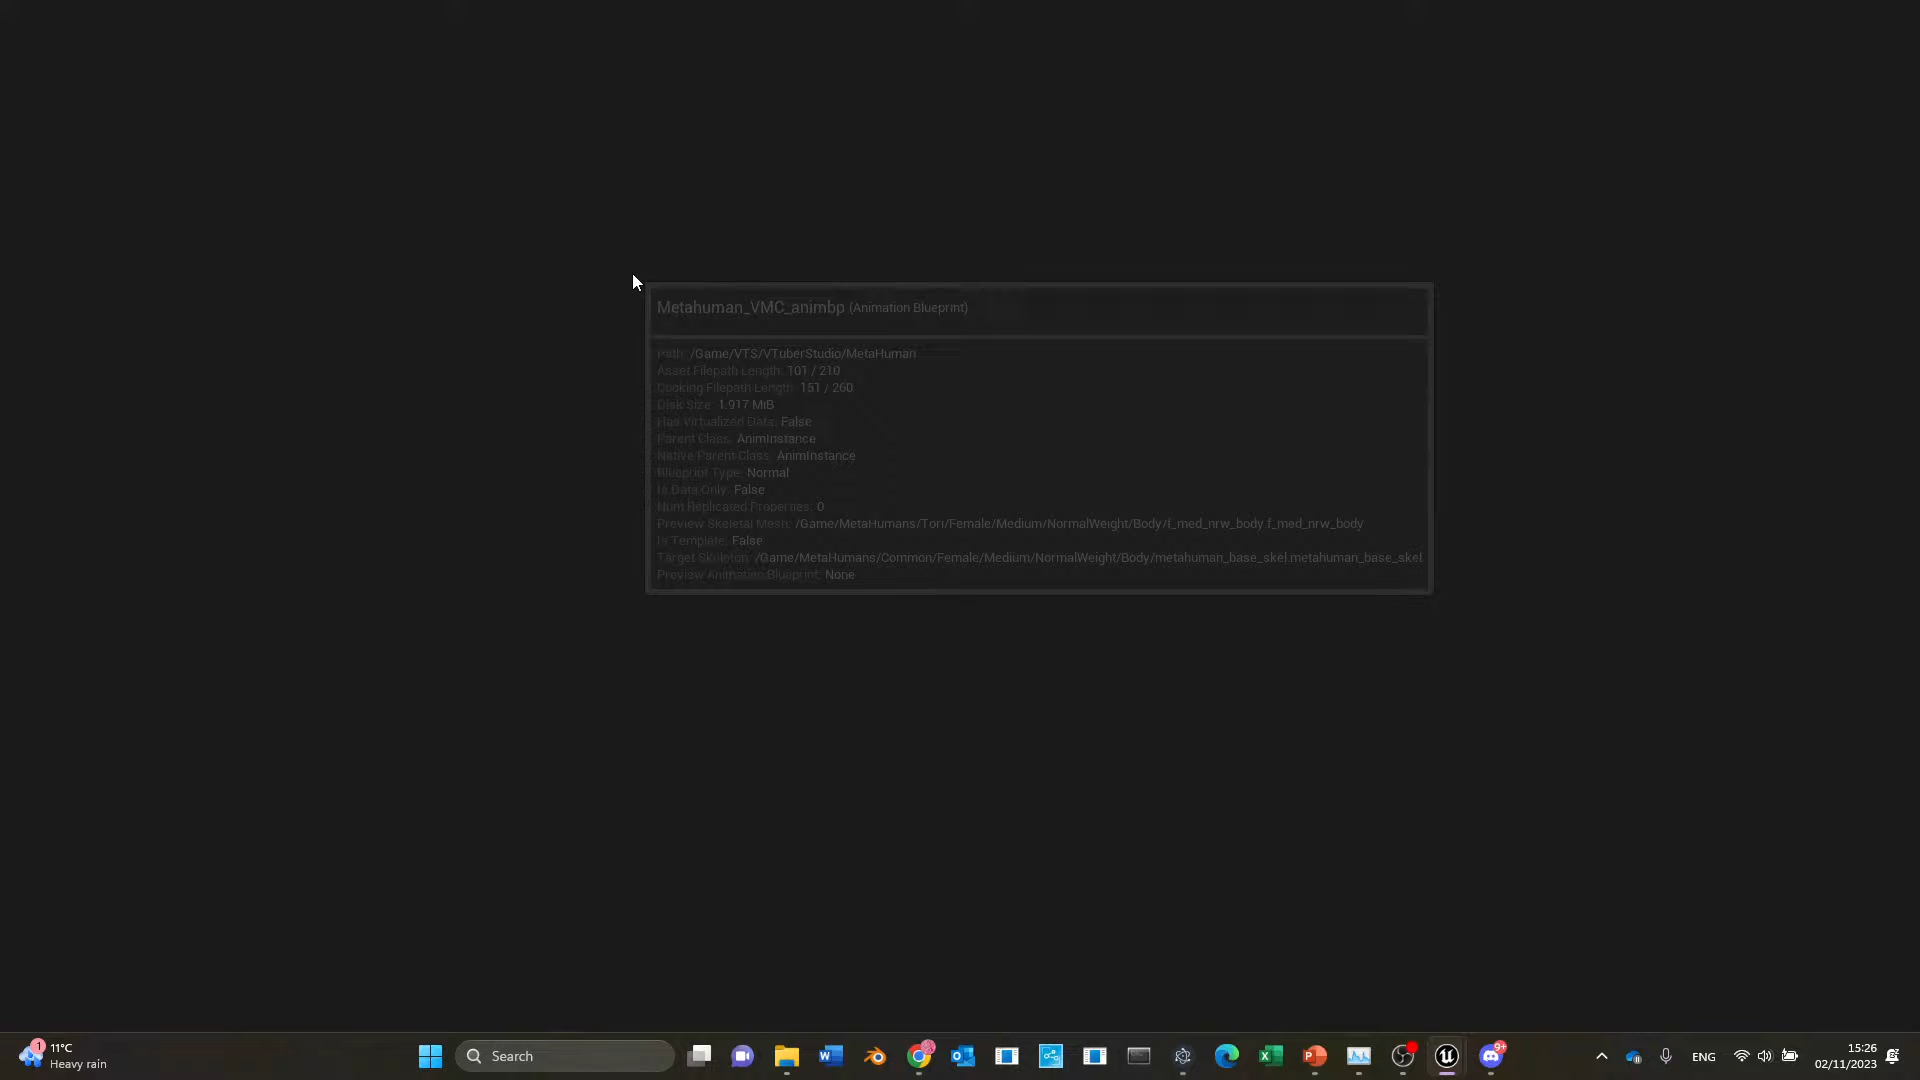 Metahuman_VMC_animbp (Animation Blueprint)
Path: /Game/VTS/VTuberStudio/MetaHuman
Asset Filepath Length: 101 / 210
Cooking Filepath Length: 151 / 260
Disk Size: 1.917 MiB
Has Virtualized Data: False
Parent Class: AnimInstance
Native Parent Class: AnimInstance
Blueprint Type: Normal
Is Data Only: False
Num Replicated Properties: 0
Preview Skeletal Mesh: /Game/MetaHumans/Tori/Female/Medium/NormalWeight/Body/f_med_nrw_body.f_med_nrw_body
Is Template: False
Target Skeleton: /Game/MetaHumans/Common/Female/Medium/NormalWeight/Body/metahuman_base_skel.metahuman_base_skel
Preview Animation Blueprint: None
1
11°C
Heavy rain
Search
9+
ENG
15:26
02/11/2023